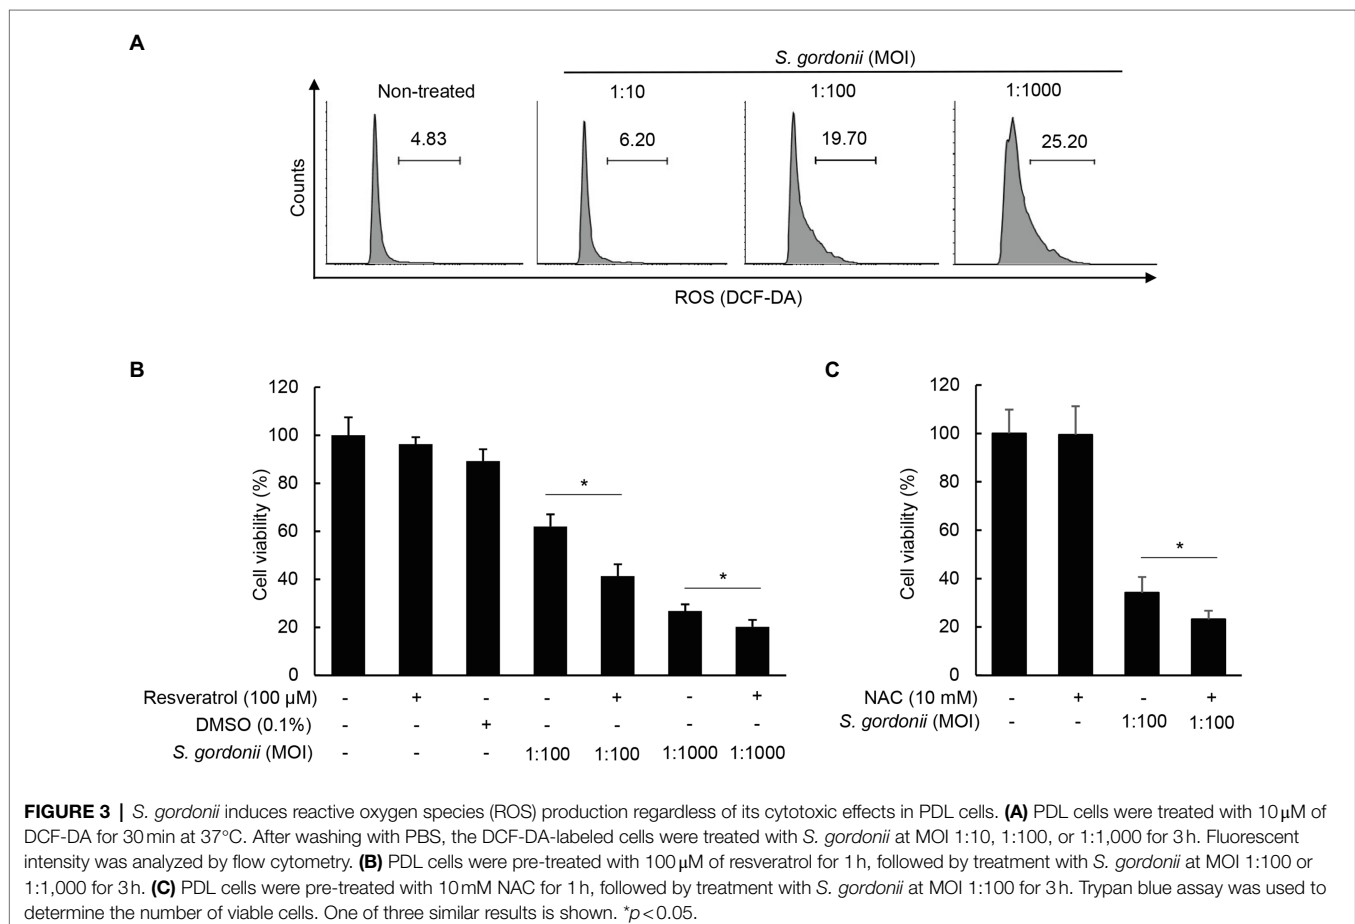 A
S. gordonii (MOI)
Non-treated 1:10 1:100 1:1000
4.83 6.20 19.70 25.20
Counts
ROS (DCF-DA)
B
120
100
80
60
40
20
0
Cell viability (%)
* *
Resveratrol (100 µM) - + - - + - +
DMSO (0.1%) - - + - - - -
S. gordonii (MOI) - - - 1:100 1:100 1:1000 1:1000
C
120
100
80
60
40
20
0
Cell viability (%)
*
NAC (10 mM) - + - +
S. gordonii (MOI) - - 1:100 1:100
FIGURE 3 | S. gordonii induces reactive oxygen species (ROS) production regardless of its cytotoxic effects in PDL cells. (A) PDL cells were treated with 10 µM of
DCF-DA for 30 min at 37°C. After washing with PBS, the DCF-DA-labeled cells were treated with S. gordonii at MOI 1:10, 1:100, or 1:1,000 for 3 h. Fluorescent
intensity was analyzed by flow cytometry. (B) PDL cells were pre-treated with 100 µM of resveratrol for 1 h, followed by treatment with S. gordonii at MOI 1:100 or
1:1,000 for 3 h. (C) PDL cells were pre-treated with 10 mM NAC for 1 h, followed by treatment with S. gordonii at MOI 1:100 for 3 h. Trypan blue assay was used to
determine the number of viable cells. One of three similar results is shown. *p < 0.05.